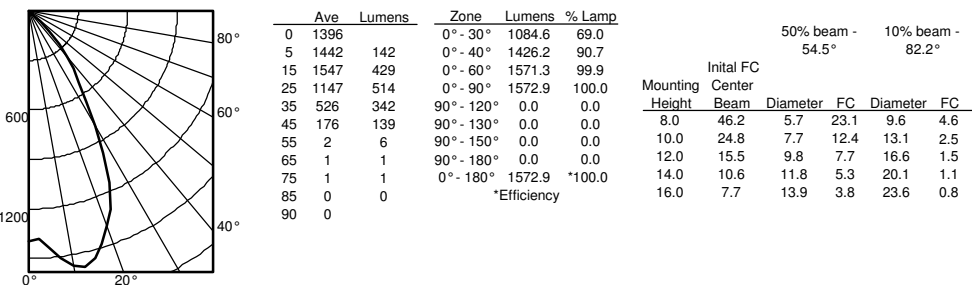 80°
60°
40°
600
1200
0° 20°
Ave Lumens
0 1396
5 1442 142
15 1547 429
25 1147 514
35 526 342
45 176 139
55 2 6
65 1 1
75 1 1
85 0 0
90 0
Zone Lumens % Lamp
0° - 30° 1084.6 69.0
0° - 40° 1426.2 90.7
0° - 60° 1571.3 99.9
0° - 90° 1572.9 100.0
90° - 120° 0.0 0.0
90° - 130° 0.0 0.0
90° - 150° 0.0 0.0
90° - 180° 0.0 0.0
0° - 180° 1572.9 *100.0
*Efficiency
50% beam - 10% beam -
54.5° 82.2°
Inital FC
Mounting Center
Height Beam Diameter FC Diameter FC
8.0 46.2 5.7 23.1 9.6 4.6
10.0 24.8 7.7 12.4 13.1 2.5
12.0 15.5 9.8 7.7 16.6 1.5
14.0 10.6 11.8 5.3 20.1 1.1
16.0 7.7 13.9 3.8 23.6 0.8